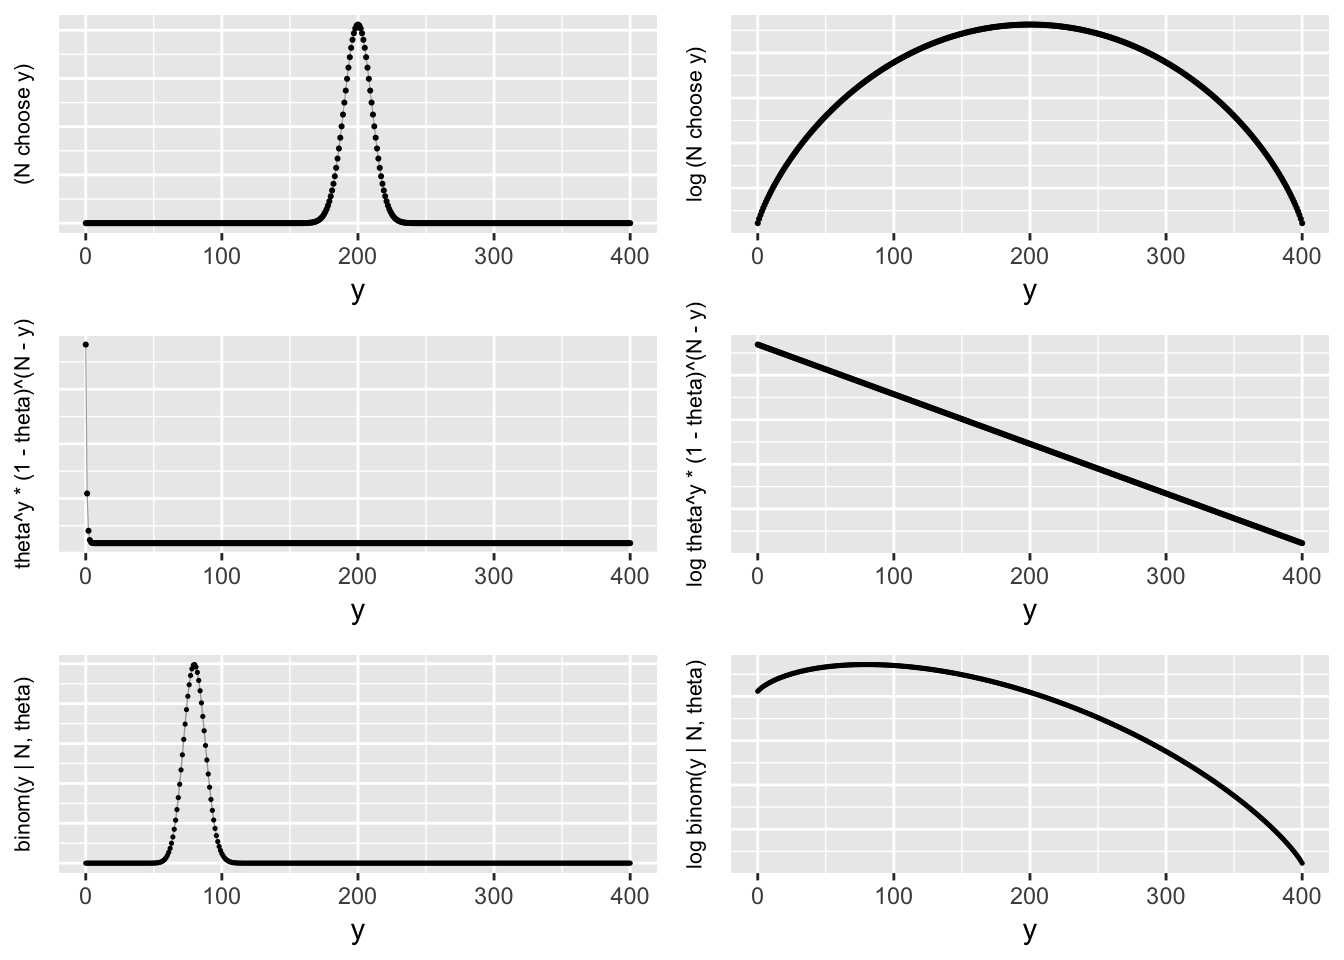 (N choose y)
0 100 200 300 400
y
log (N choose y)
0 100 200 300 400
y
theta^y * (1 - theta)^(N - y)
0 100 200 300 400
y
log theta^y * (1 - theta)^(N - y)
0 100 200 300 400
y
binom(y | N, theta)
0 100 200 300 400
y
log binom(y | N, theta)
0 100 200 300 400
y